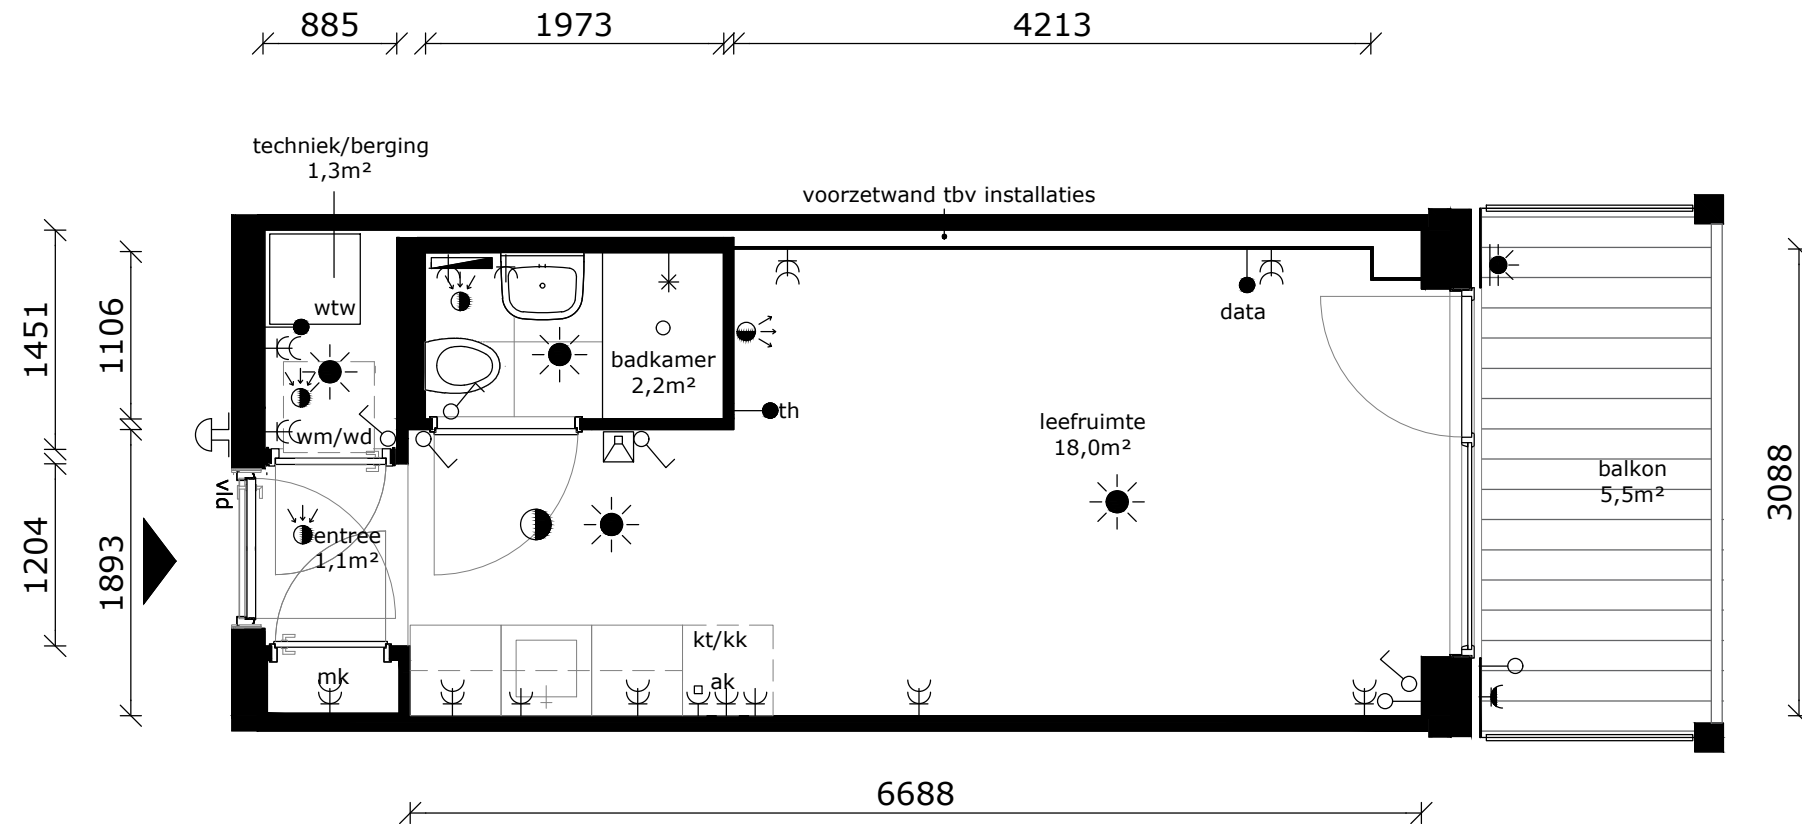 885
1973
4213
techniek/berging
1,3m²
voorzetwand tbv installaties
1451
1106
wtw
data
badkamer
2,2m²
th
leefruimte
18,0m²
wm/wd
balkon
5,5m²
3088
vld
entree
1,1m²
1204
1893
kt/kk
mk
ak
6688